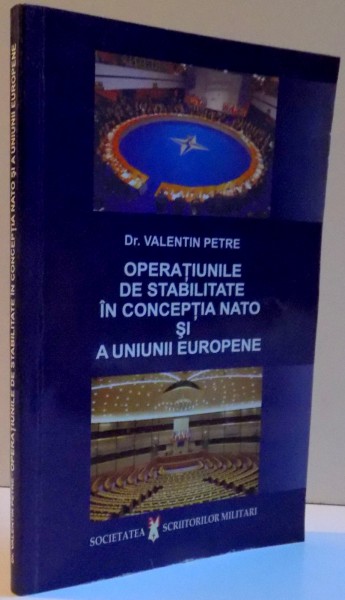 Dr. VALENTIN PETRE
OPERAȚIUNILE
DE STABILITATE
ÎN CONCEPȚIA NATO
ȘI
A UNIUNII EUROPENE
SOCIETATEA SCRIITORILOR MILITARI
OPERAȚIUNILE DE STABILITATE ÎN CONCEPȚIA NATO ȘI A UNIUNII EUROPENE